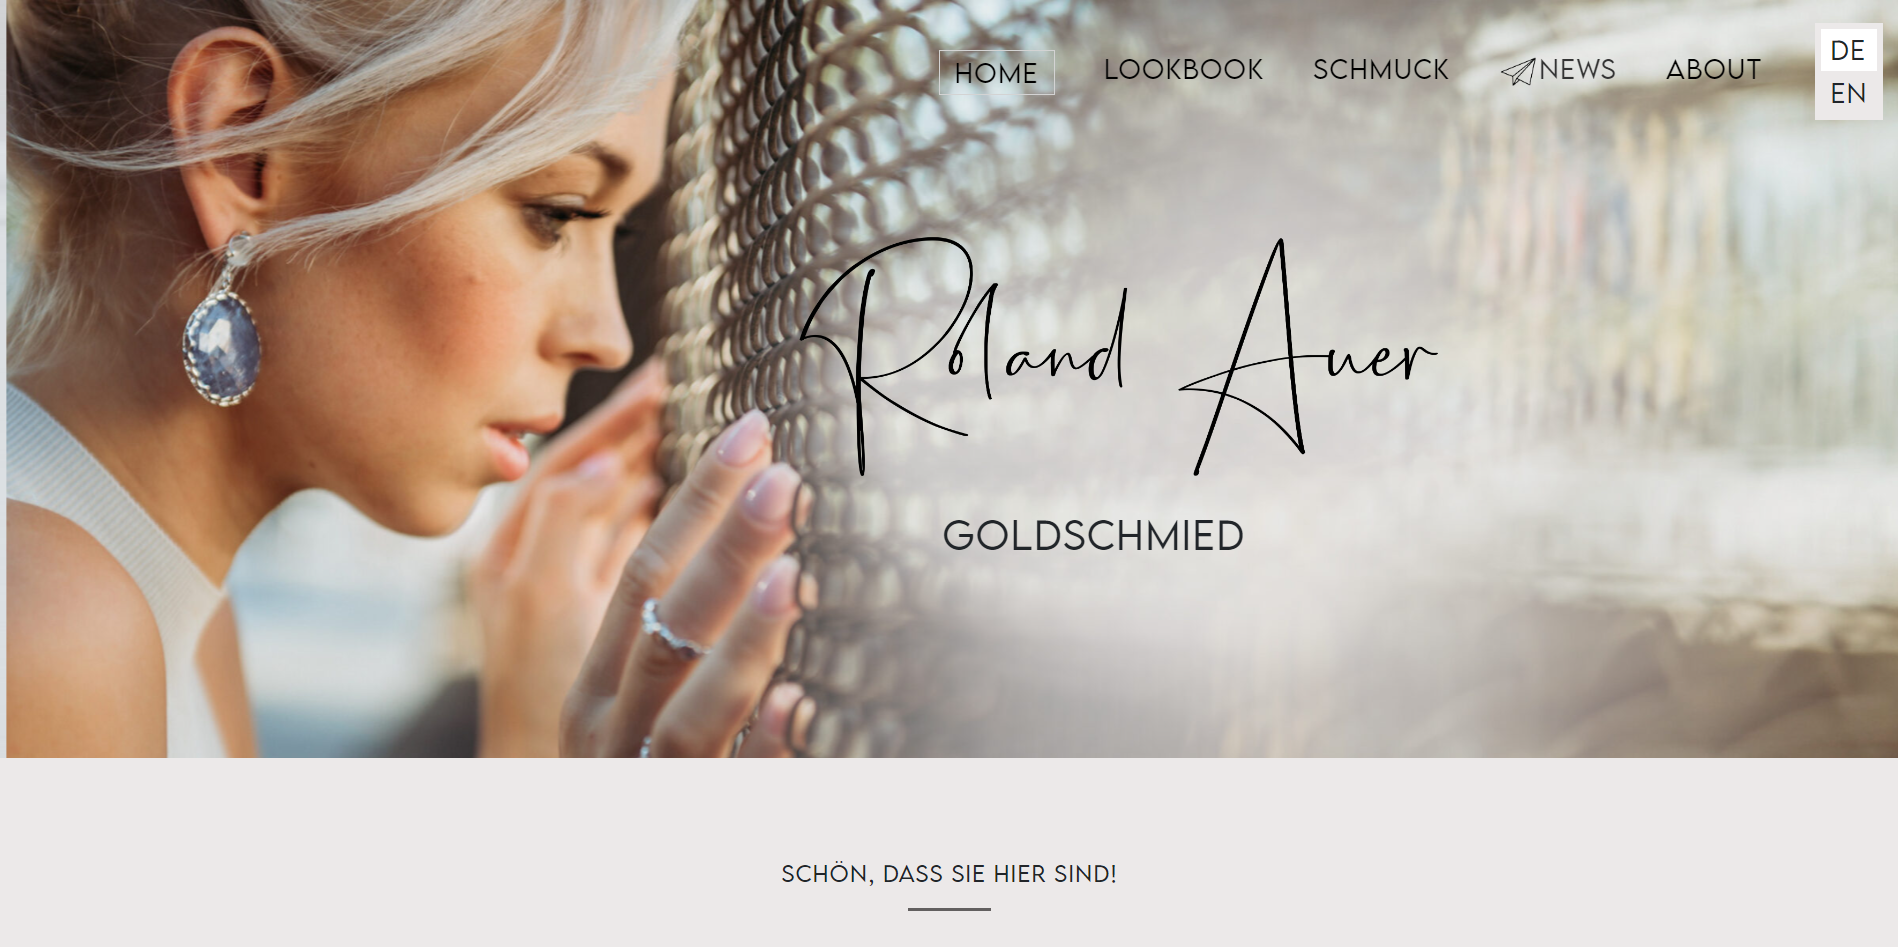 HOME LOOKBOOK SCHMUCK NEWS ABOUT DE
EN
Roland Auer
GOLDSCHMIED
SCHÖN, DASS SIE HIER SIND!